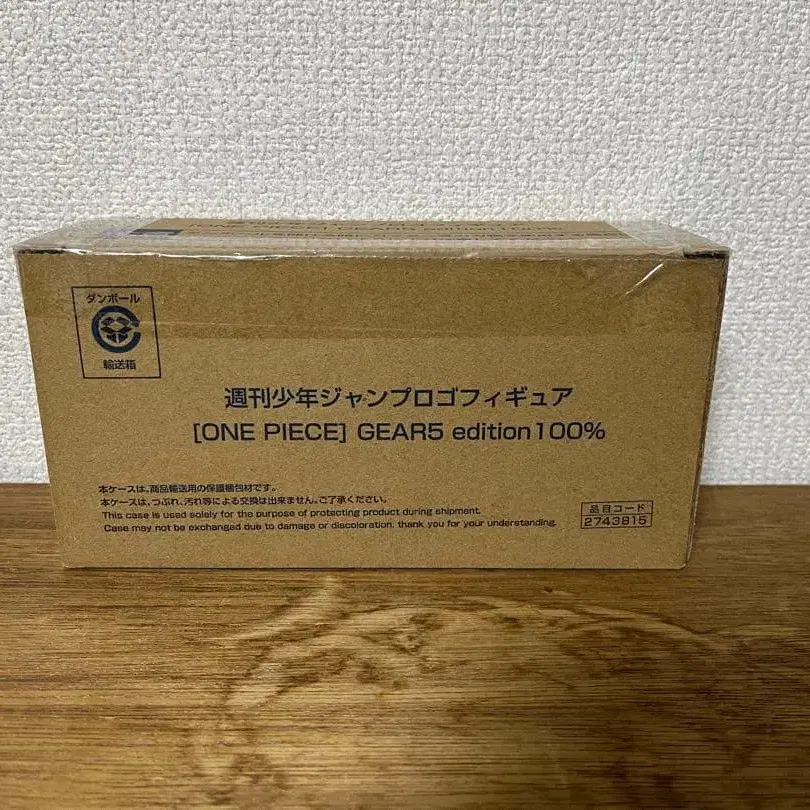 ダンボール
輸送箱
週刊少年ジャンプロゴフィギュア
[ONE PIECE] GEAR5 edition100%
本ケースは、商品輸送用の保護梱包材です。
本ケースは、つぶれ、汚れ等による交換は出来ません。ご了承ください。
This case is used solely for the purpose of protecting product during shipment.
Case may not be exchanged due to damage or discoloration. thank you for your understanding.
品目コード
2743815